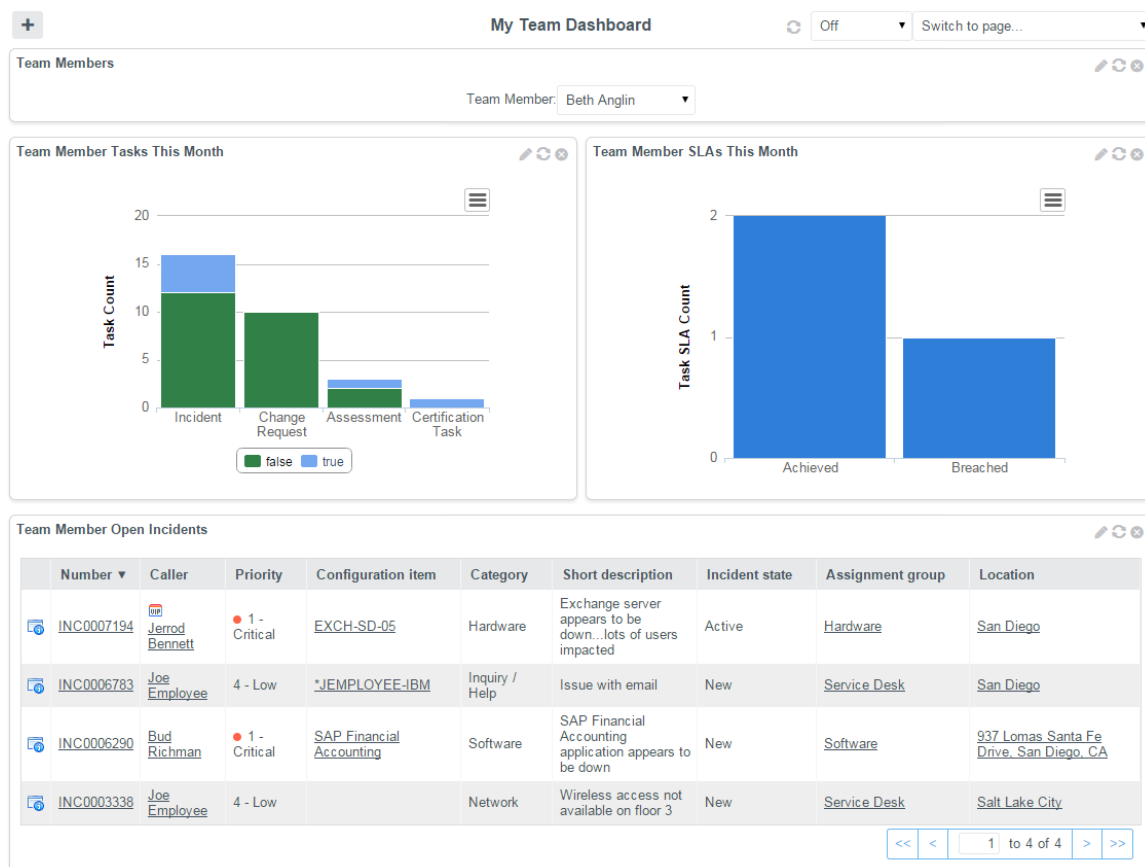 +
My Team Dashboard
Off
Switch to page...
Team Members
Team Member:
Beth Anglin
Team Member Tasks This Month
20
15
10
5
0
Task Count
Incident
Change
Request
Assessment
Certification
Task
false
true
Team Member SLAs This Month
2
1
0
Task SLA Count
Achieved
Breached
Team Member Open Incidents
Number ▼ Caller Priority Configuration item Category Short description Incident state Assignment group Location
INC0007194
VIP
Jerrod
Bennett
1 -
Critical
EXCH-SD-05
Hardware
Exchange server
appears to be
down...lots of users
impacted
Active
Hardware
San Diego
INC0006783
Joe
Employee
4 - Low
*JEMPLOYEE-IBM
Inquiry /
Help
Issue with email
New
Service Desk
San Diego
INC0006290
Bud
Richman
1 -
Critical
SAP Financial
Accounting
Software
SAP Financial
Accounting
application appears to
be down
New
Software
937 Lomas Santa Fe
Drive, San Diego, CA
INC0003338
Joe
Employee
4 - Low
Network
Wireless access not
available on floor 3
New
Service Desk
Salt Lake City
<< < 1 to 4 of 4 > >>